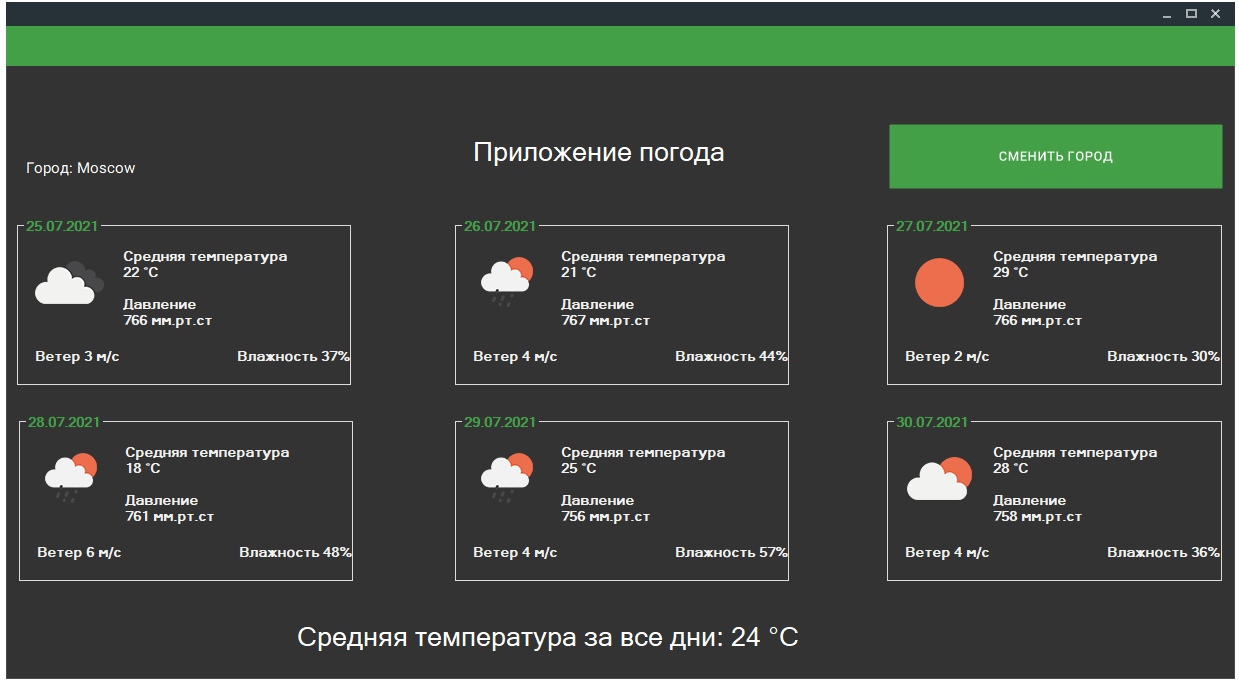 Приложение погода
Город: Moscow
СМЕНИТЬ ГОРОД
25.07.2021
Средняя температура
22 °C
Давление
766 мм.рт.ст
Ветер 3 м/с
Влажность 37%
26.07.2021
Средняя температура
21 °C
Давление
767 мм.рт.ст
Ветер 4 м/с
Влажность 44%
27.07.2021
Средняя температура
29 °C
Давление
766 мм.рт.ст
Ветер 2 м/с
Влажность 30%
28.07.2021
Средняя температура
18 °C
Давление
761 мм.рт.ст
Ветер 6 м/с
Влажность 48%
29.07.2021
Средняя температура
25 °C
Давление
756 мм.рт.ст
Ветер 4 м/с
Влажность 57%
30.07.2021
Средняя температура
28 °C
Давление
758 мм.рт.ст
Ветер 4 м/с
Влажность 36%
Средняя температура за все дни: 24 °C